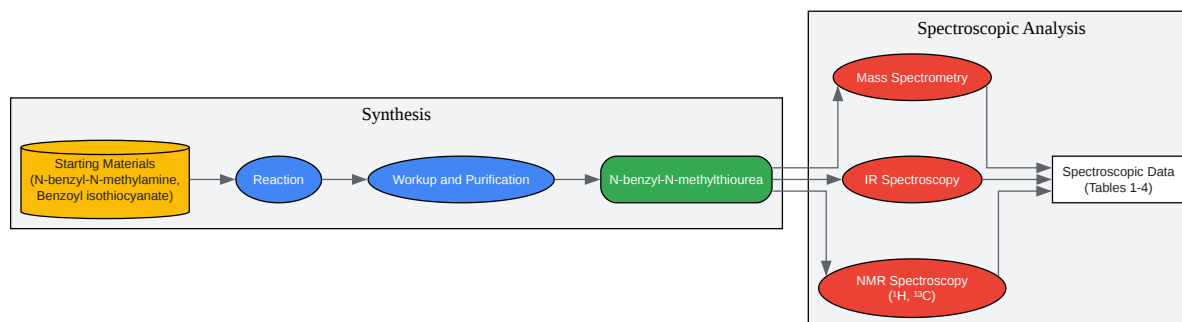 Synthesis
Starting Materials
(N-benzyl-N-methylamine,
Benzoyl isothiocyanate)
Reaction
Workup and Purification
N-benzyl-N-methylthiourea
Spectroscopic Analysis
Mass Spectrometry
IR Spectroscopy
NMR Spectroscopy
(¹H, ¹³C)
Spectroscopic Data
(Tables 1-4)